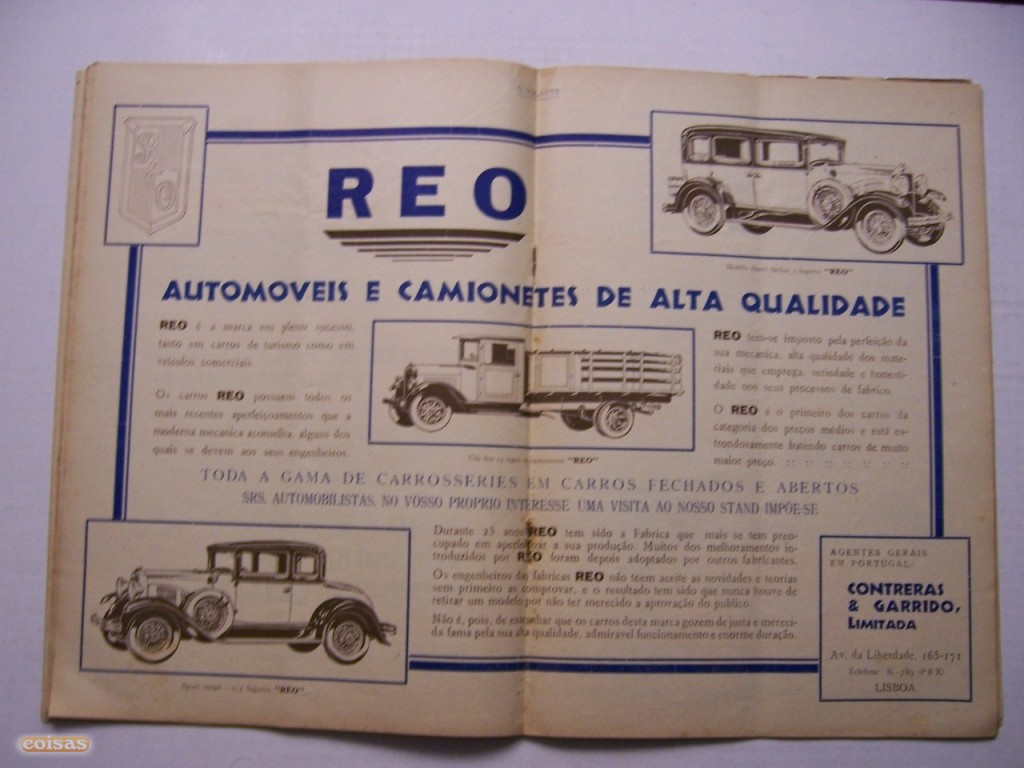 REO
AUTOMOVEIS E CAMIONETES DE ALTA QUALIDADE
REO é a marca em pleno sucesso,
tanto em carros de turismo como em
veiculos comerciais
Os carros REO possuem todos os
mais recentes aperfeiçoamentos que a
moderna mecanica aconselha, alguns dos
quais se devem aos seus engenheiros.
"REO"
"REO"
REO tem-se imposto pela perfeição da
sua mecanica, alta qualidade dos mate-
riais que emprega, seriedade e honesti-
dade nos seus processos de fabrico.
O REO é o primeiro dos carros da
categoria dos preços médios e está es-
trondosamente batendo carros de muito
maior preço. :: :: :: :: :: :: ::
TODA A GAMA DE CARROSSERIES EM CARROS FECHADOS E ABERTOS
SRS. AUTOMOBILISTAS, NO VOSSO PROPRIO INTERESSE UMA VISITA AO NOSSO STAND IMPÕE-SE
Durante 25 anos REO tem sido a Fabrica que mais se tem preo-
cupado em aperfeiçoar a sua produção. Muitos dos melhoramentos in-
troduzidos por REO foram depois adoptados por outros fabricantes.
Os engenheiros da fabricas REO não teem aceite as novidades e teorias
sem primeiro as comprovar, e o resultado tem sido que nunca houve de
retirar um modelo por não ter merecido a aprovação do publico.
Não é, pois, de estranhar que os carros desta marca gozem de justa e mereci-
da fama pela sua alta qualidade, admiravel funcionamento e enorme duração.
"REO"
AGENTES GERAIS
EM PORTUGAL:
CONTRERAS
& GARRIDO,
LIMITADA
Av. da Liberdade, 165-171
Telefone N. 759 (P B X)
LISBOA
coisas